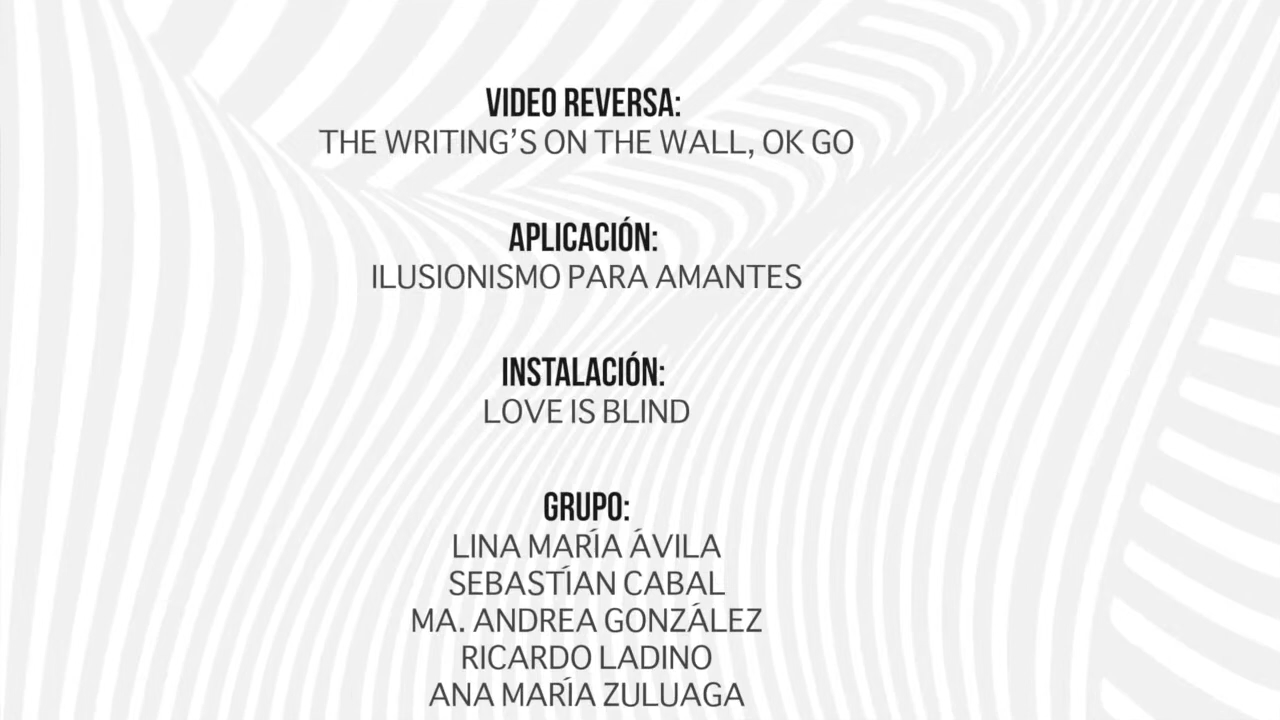 VIDEO REVERSA:
THE WRITING’S ON THE WALL, OK GO
APLICACIÓN:
ILUSIONISMO PARA AMANTES
INSTALACIÓN:
LOVE IS BLIND
GRUPO:
LINA MARÍA ÁVILA
SEBASTÍAN CABAL
MA. ANDREA GONZÁLEZ
RICARDO LADINO
ANA MARÍA ZULUAGA